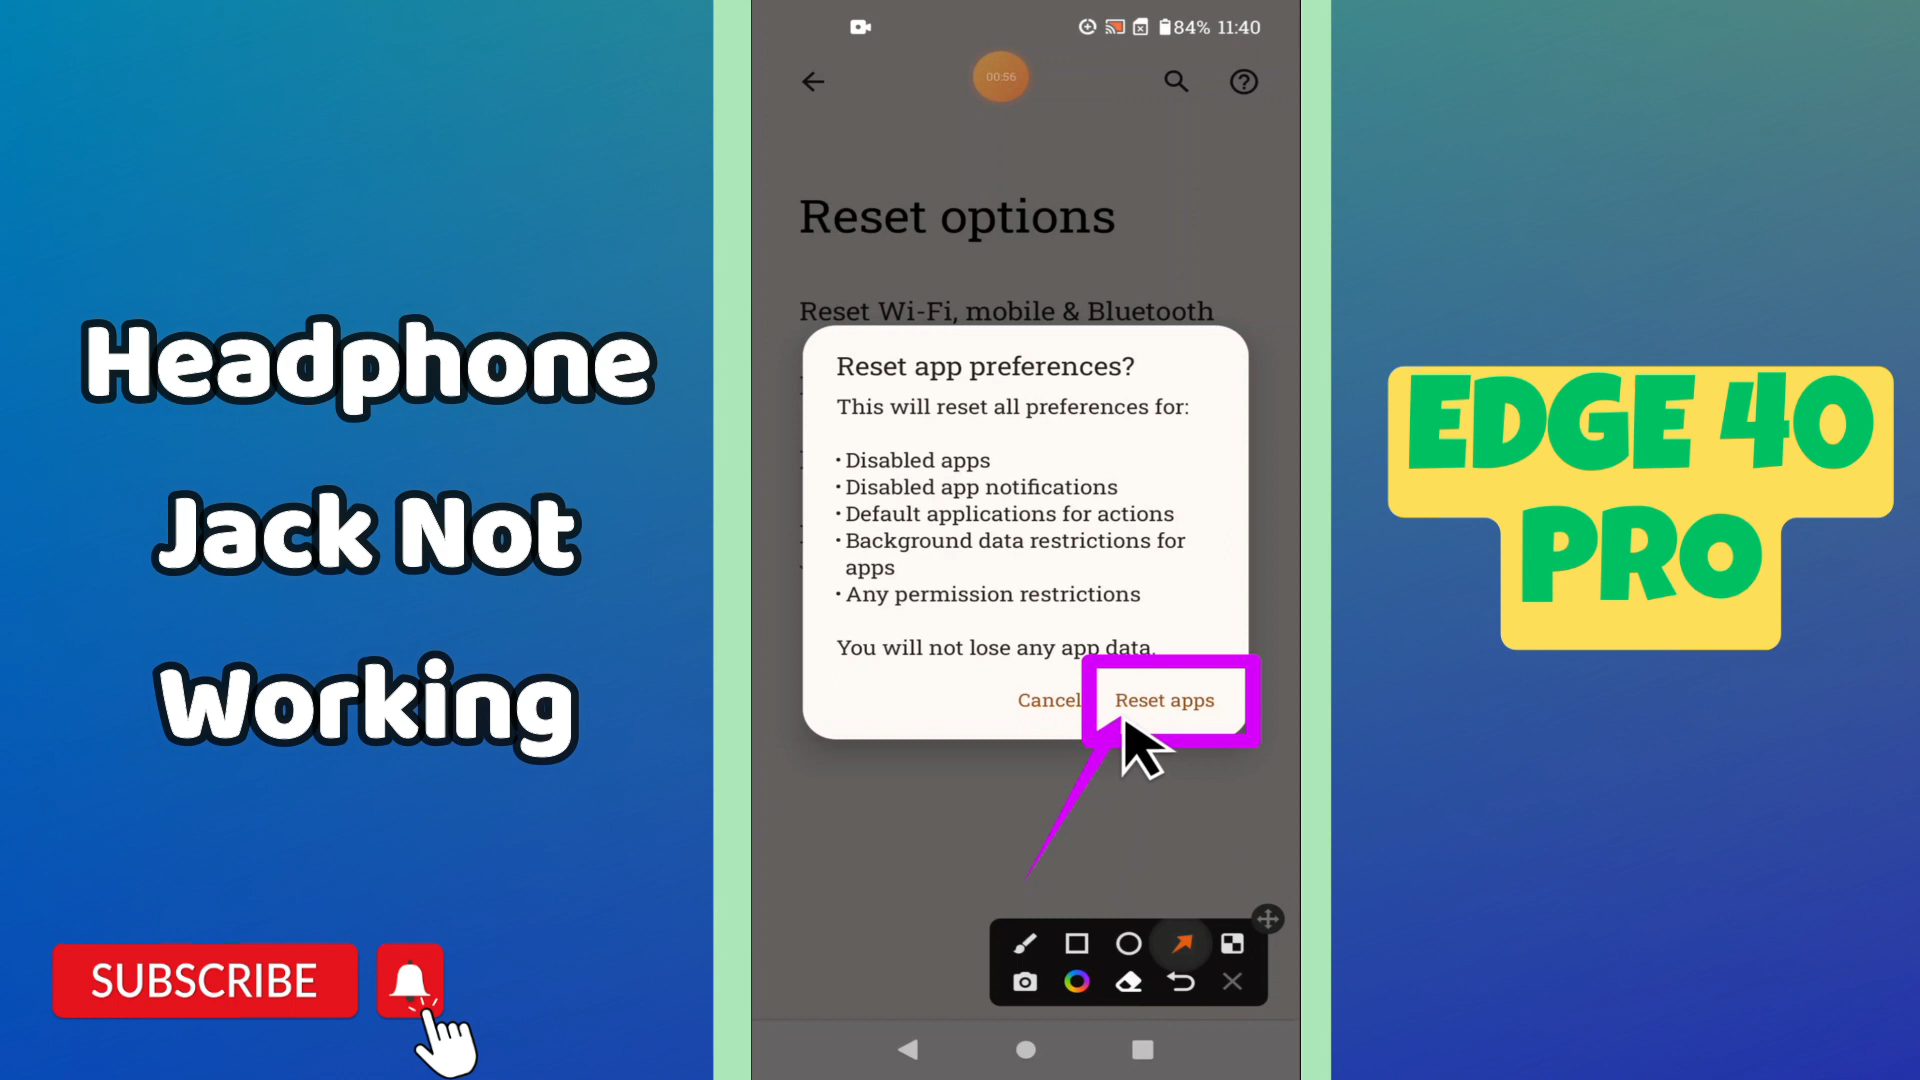 Headphone
Jack Not
Working
SUBSCRIBE
84% 11:40
00:56
Reset options
Reset Wi-Fi, mobile & Bluetooth
Reset app preferences?
This will reset all preferences for:
• Disabled apps
• Disabled app notifications
• Default applications for actions
• Background data restrictions for
apps
• Any permission restrictions
You will not lose any app data.
Cancel
Reset apps
EDGE 40
PRO